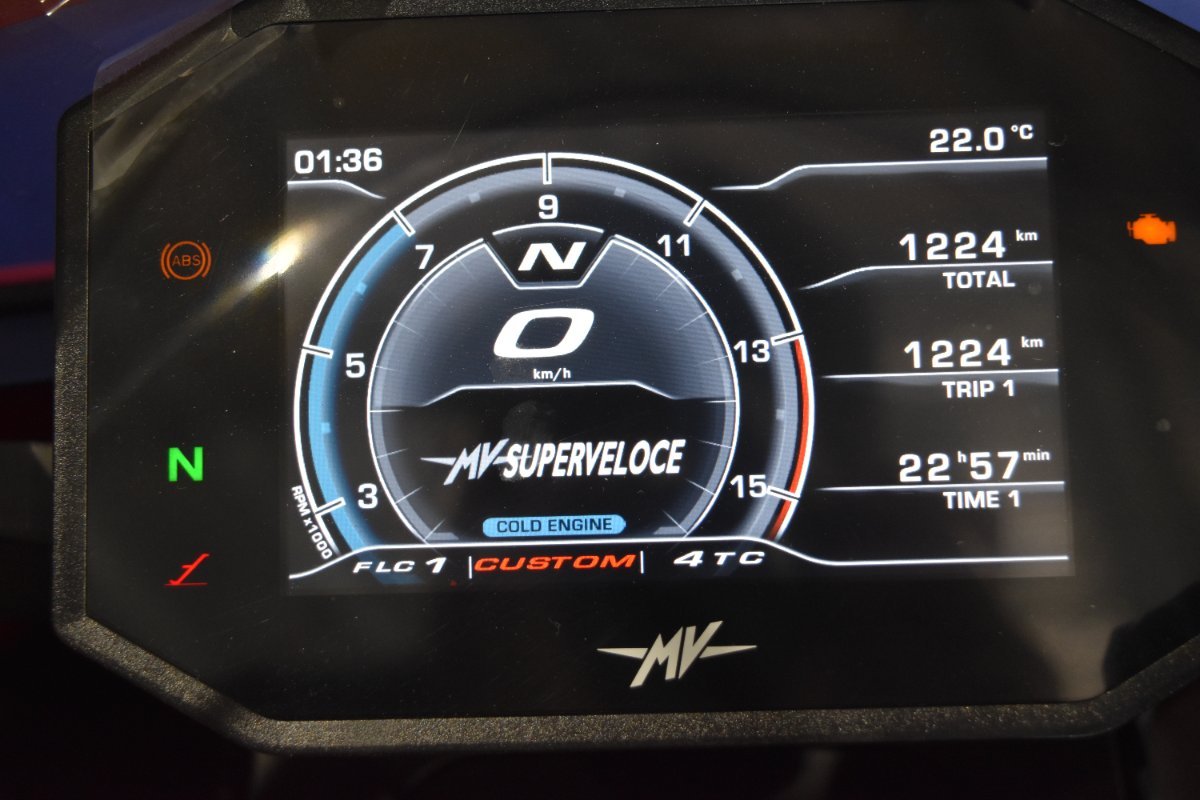 01:36
22.0 °C
9
7
11
N
ABS
1224 km
TOTAL
0
km/h
5
13
1224 km
TRIP 1
MV SUPERVELOCE
N
22 h 57 min
TIME 1
3
15
RPM x1000
COLD ENGINE
FLC 1 | CUSTOM | 4 TC
MV